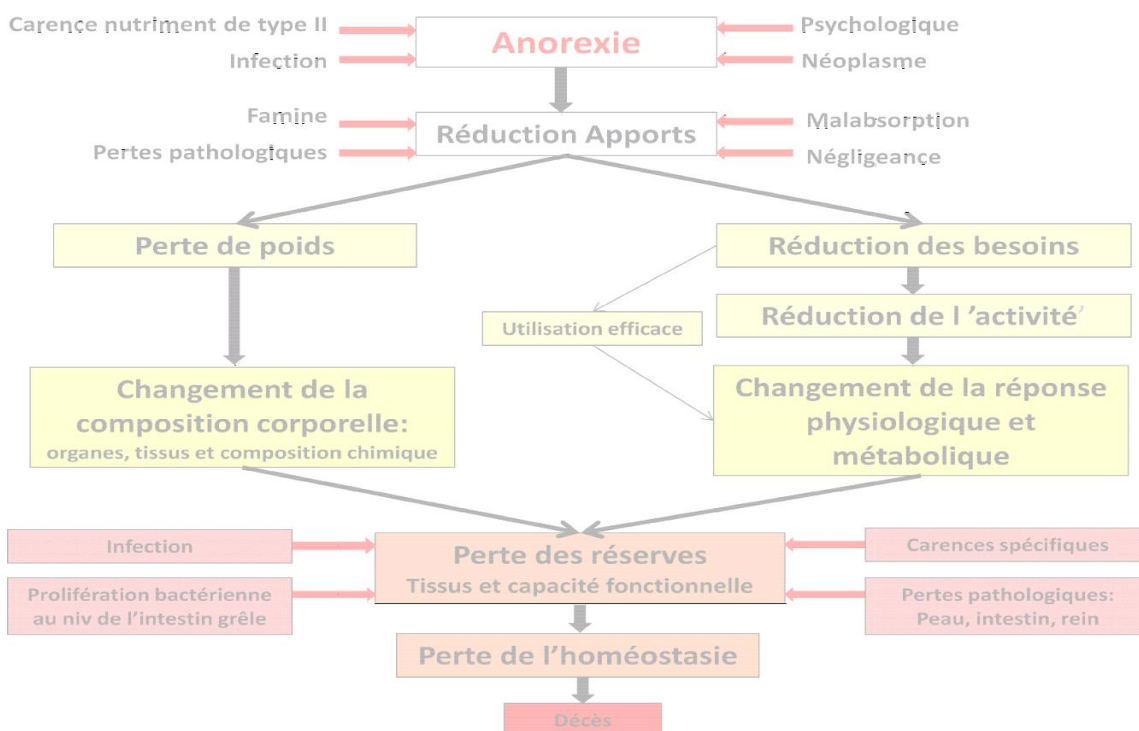 Carence nutriment de type II
Psychologique
Anorexie
Infection
Néoplasme
Famine
Malabsorption
Réduction Apports
Pertes pathologiques
Négligeance
Perte de poids
Réduction des besoins
Utilisation efficace
Réduction de l ’activité’
Changement de la
composition corporelle:
organes, tissus et composition chimique
Changement de la réponse
physiologique et
métabolique
Infection
Perte des réserves
Tissus et capacité fonctionnelle
Carences spécifiques
Prolifération bactérienne
au niv de l’intestin grêle
Pertes pathologiques:
Peau, intestin, rein
Perte de l’homéostasie
Décès